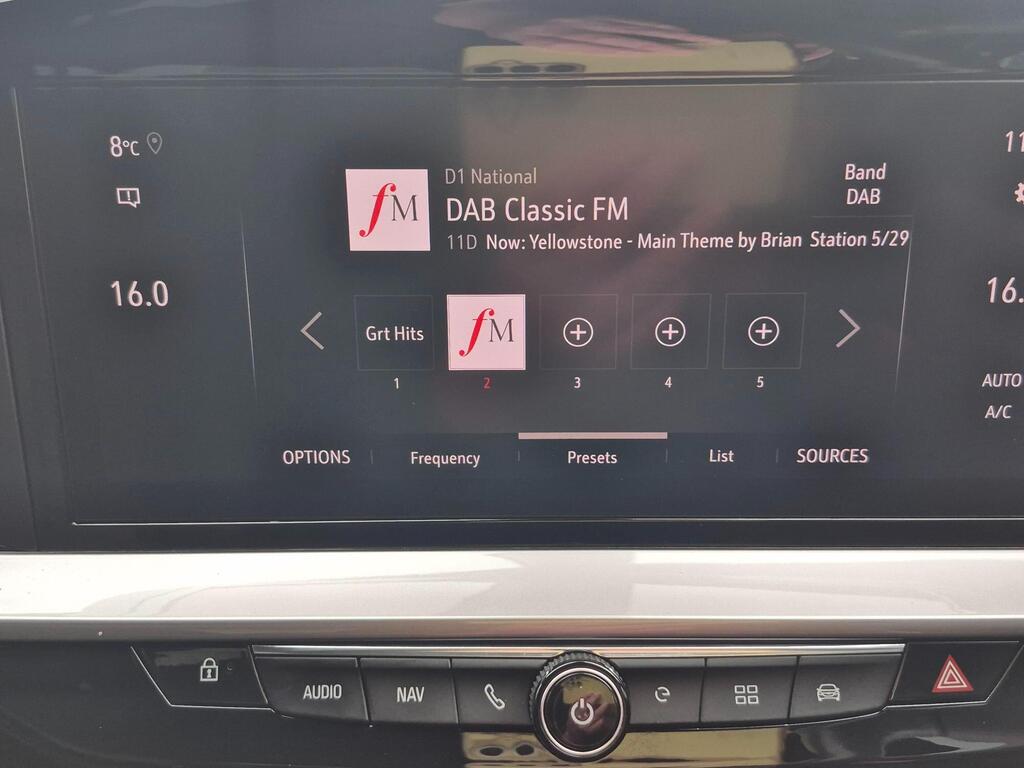 8°C
D1 National
Band
DAB
fM
DAB Classic FM
11D Now: Yellowstone - Main Theme by Brian Station 5/29
16.0
Grt Hits
fM
1
2
3
4
5
OPTIONS
Frequency
Presets
List
SOURCES
AUTO
A/C
AUDIO
NAV